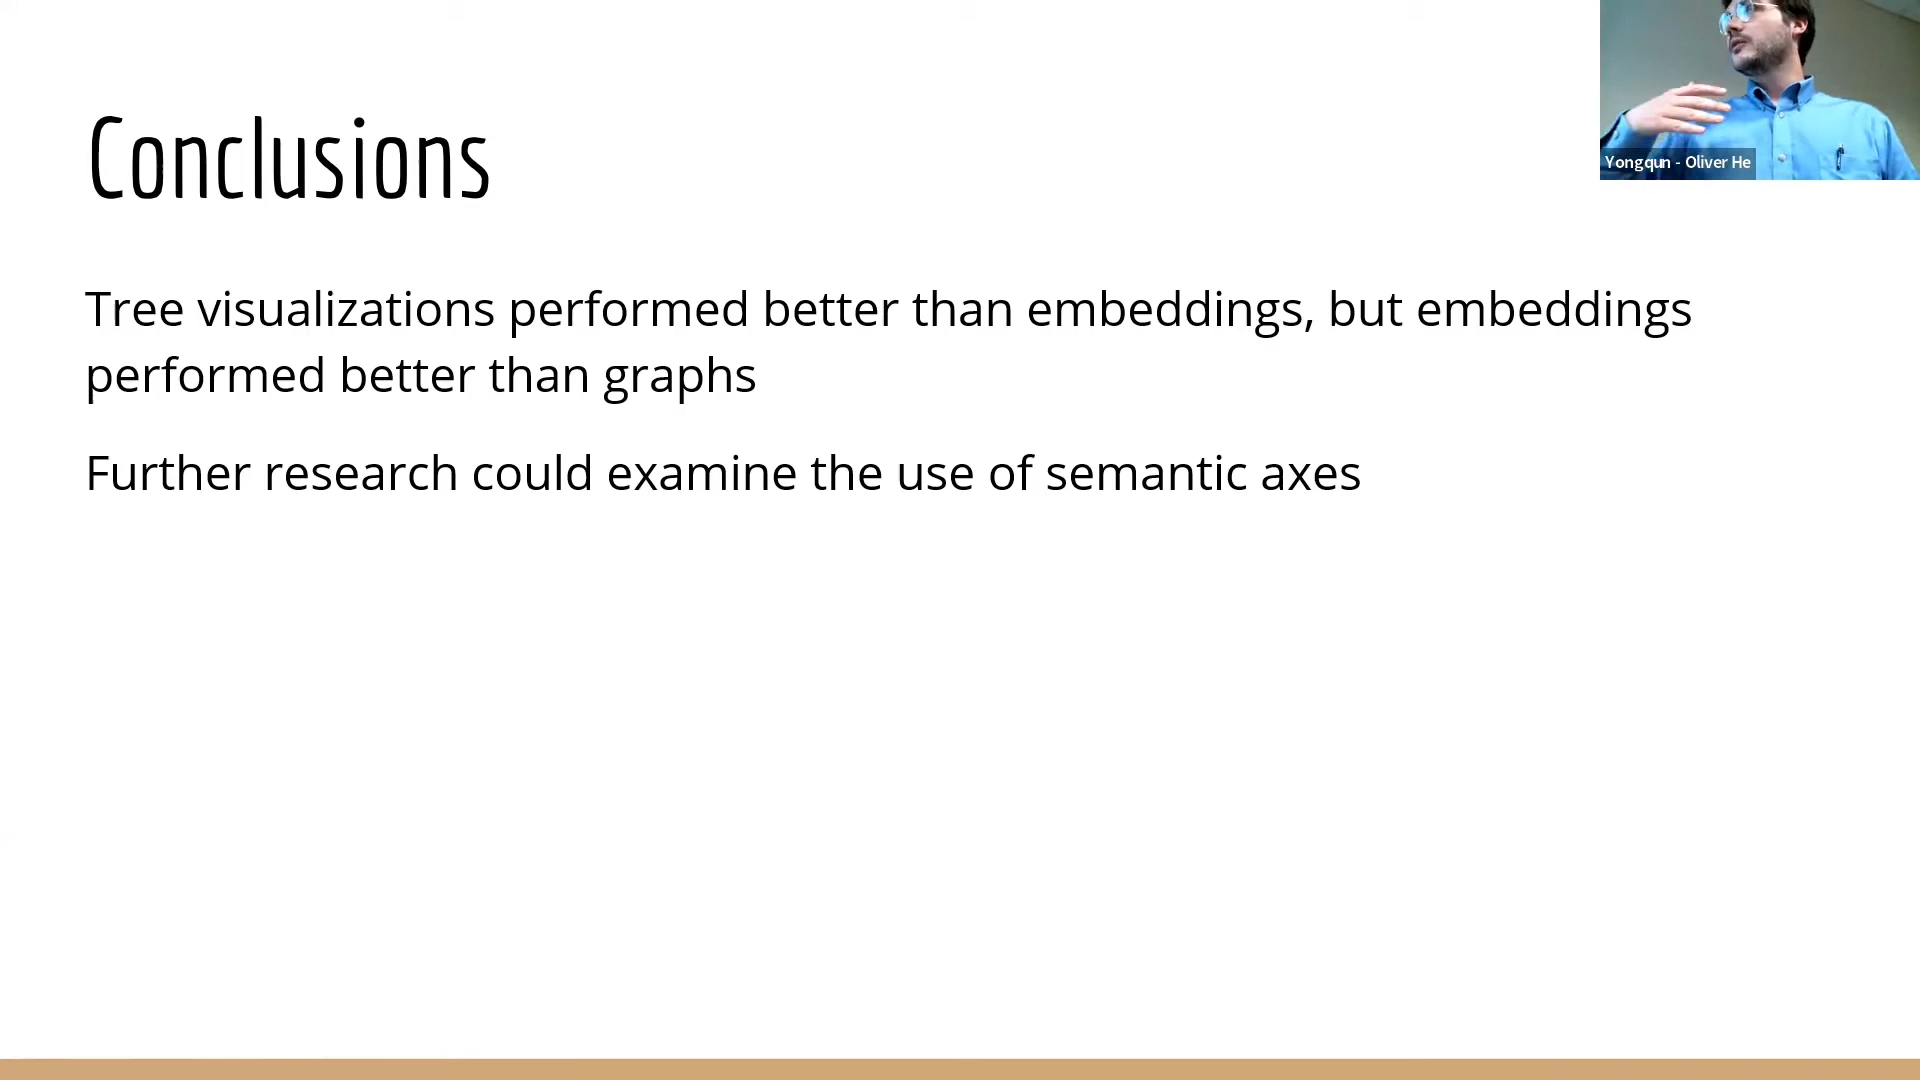 Conclusions
Yongqun - Oliver He
Tree visualizations performed better than embeddings, but embeddings
performed better than graphs
Further research could examine the use of semantic axes